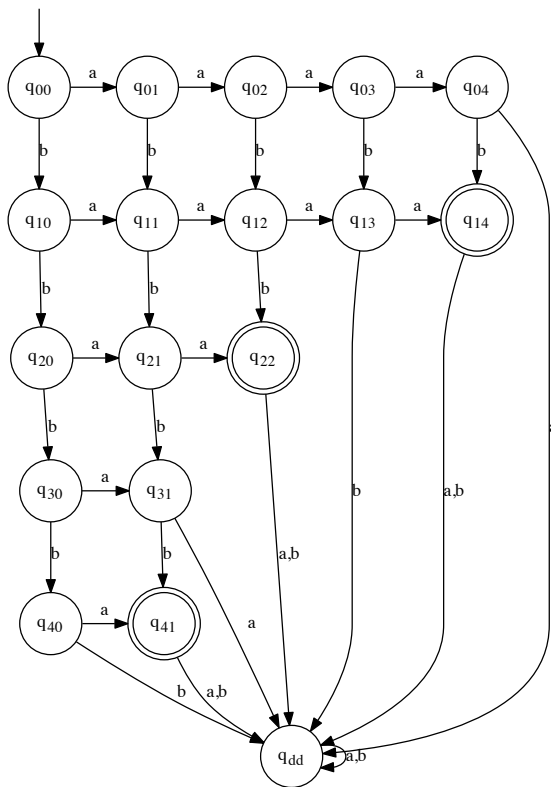 a a a a
q00 q01 q02 q03 q04
b b b b b
a a a a
q10 q11 q12 q13 q14
b b b
a a
q20 q21 q22
b b
a
q30 q31 b a,b
b b a,b
a a
q40 q41
b a,b
qdd a,b